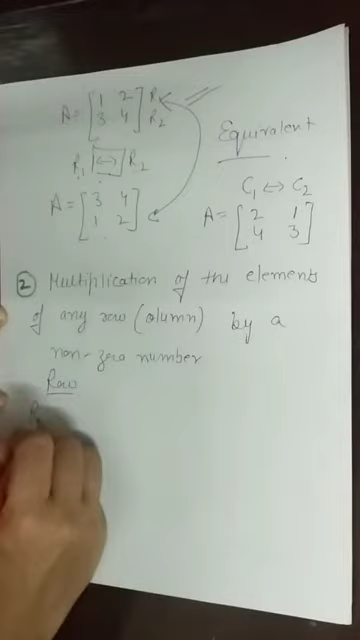 A = [1 2 R1
3 4] R2
R1 ↔ R2
A = [3 4
1 2]
Equivalent
C1 ↔ C2
A = [2 1
4 3]
② Multiplication of the elements
of any row (column) by a
non-zero number
Row
R